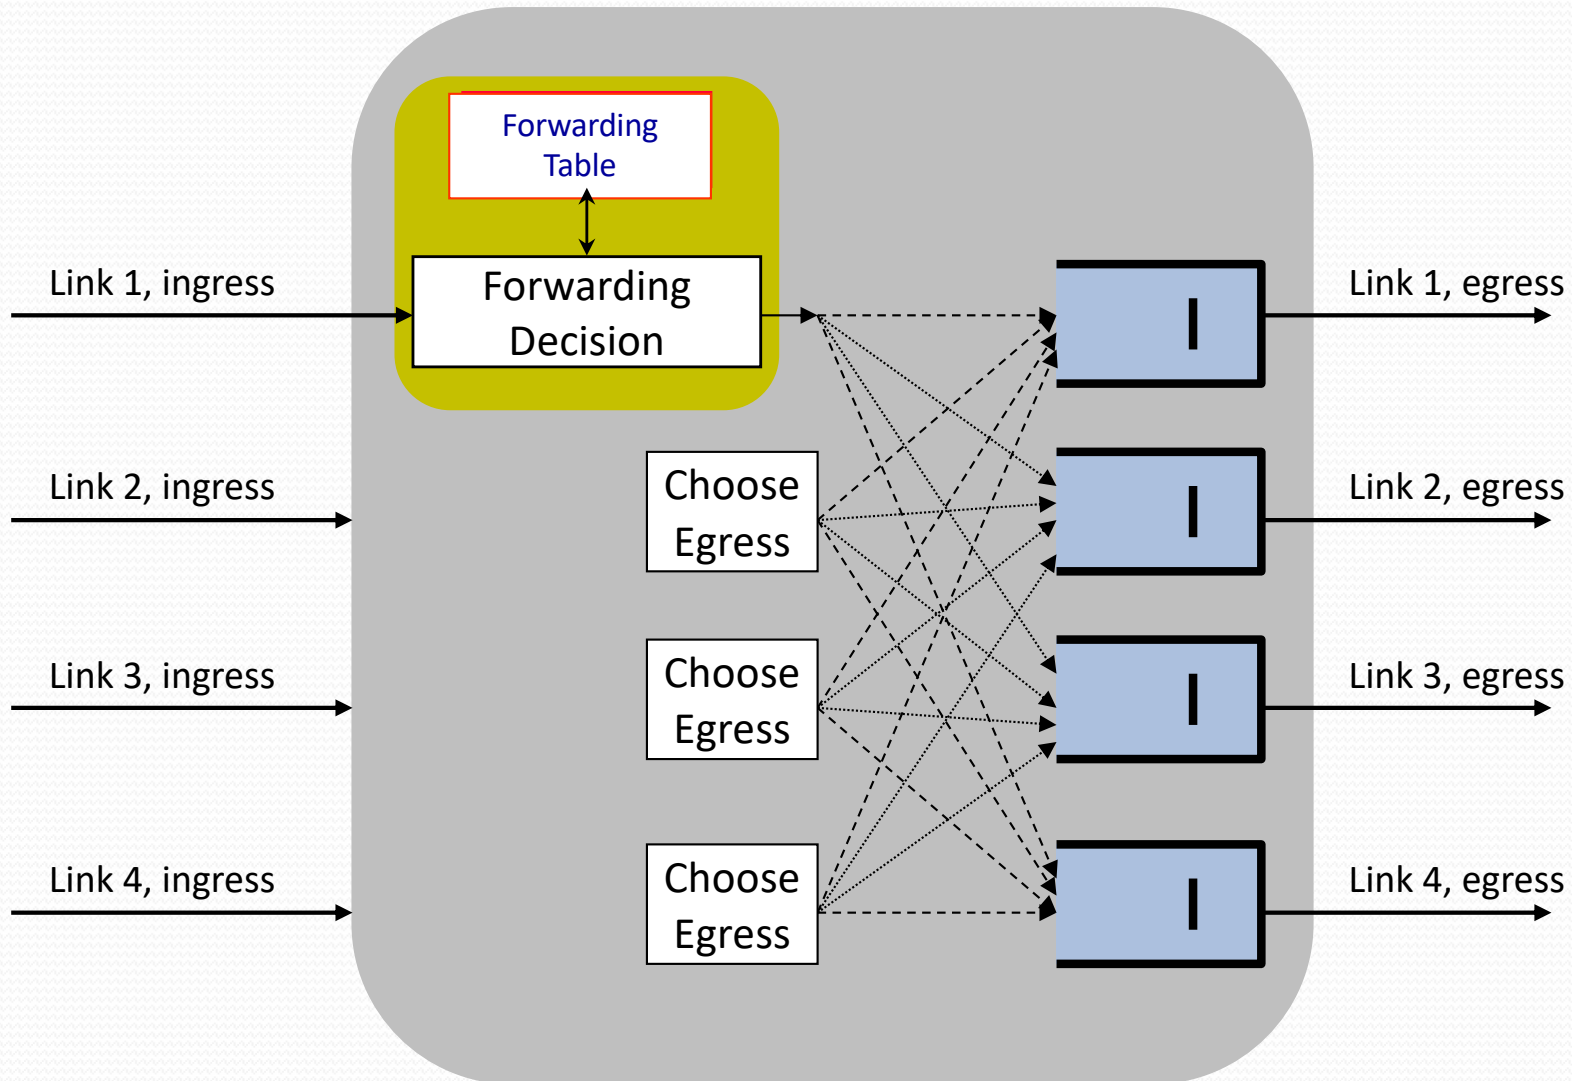 Forwarding
Table
Link 1, ingress
Forwarding
Decision
Link 1, egress
Link 2, ingress
Choose
Egress
Link 2, egress
Link 3, ingress
Choose
Egress
Link 3, egress
Link 4, ingress
Choose
Egress
Link 4, egress